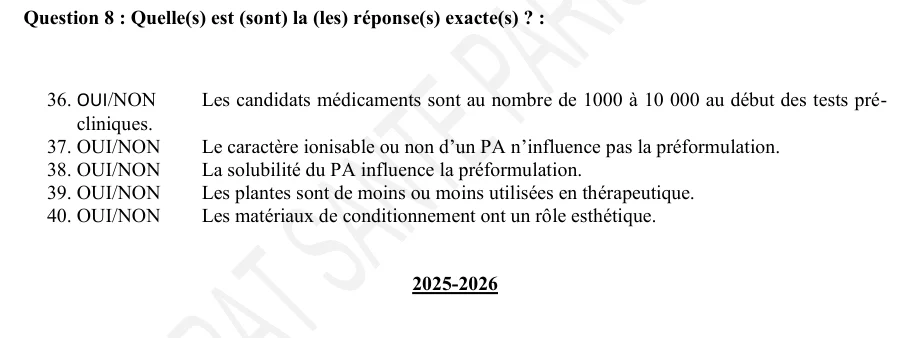 Question 8 : Quelle(s) est (sont) la (les) réponse(s) exacte(s) ? :
36. OUI/NON Les candidats médicaments sont au nombre de 1000 à 10 000 au début des tests pré-
cliniques.
37. OUI/NON Le caractère ionisable ou non d’un PA n’influence pas la préformulation.
38. OUI/NON La solubilité du PA influence la préformulation.
39. OUI/NON Les plantes sont de moins ou moins utilisées en thérapeutique.
40. OUI/NON Les matériaux de conditionnement ont un rôle esthétique.
2025-2026
PAT SANTE PARIS